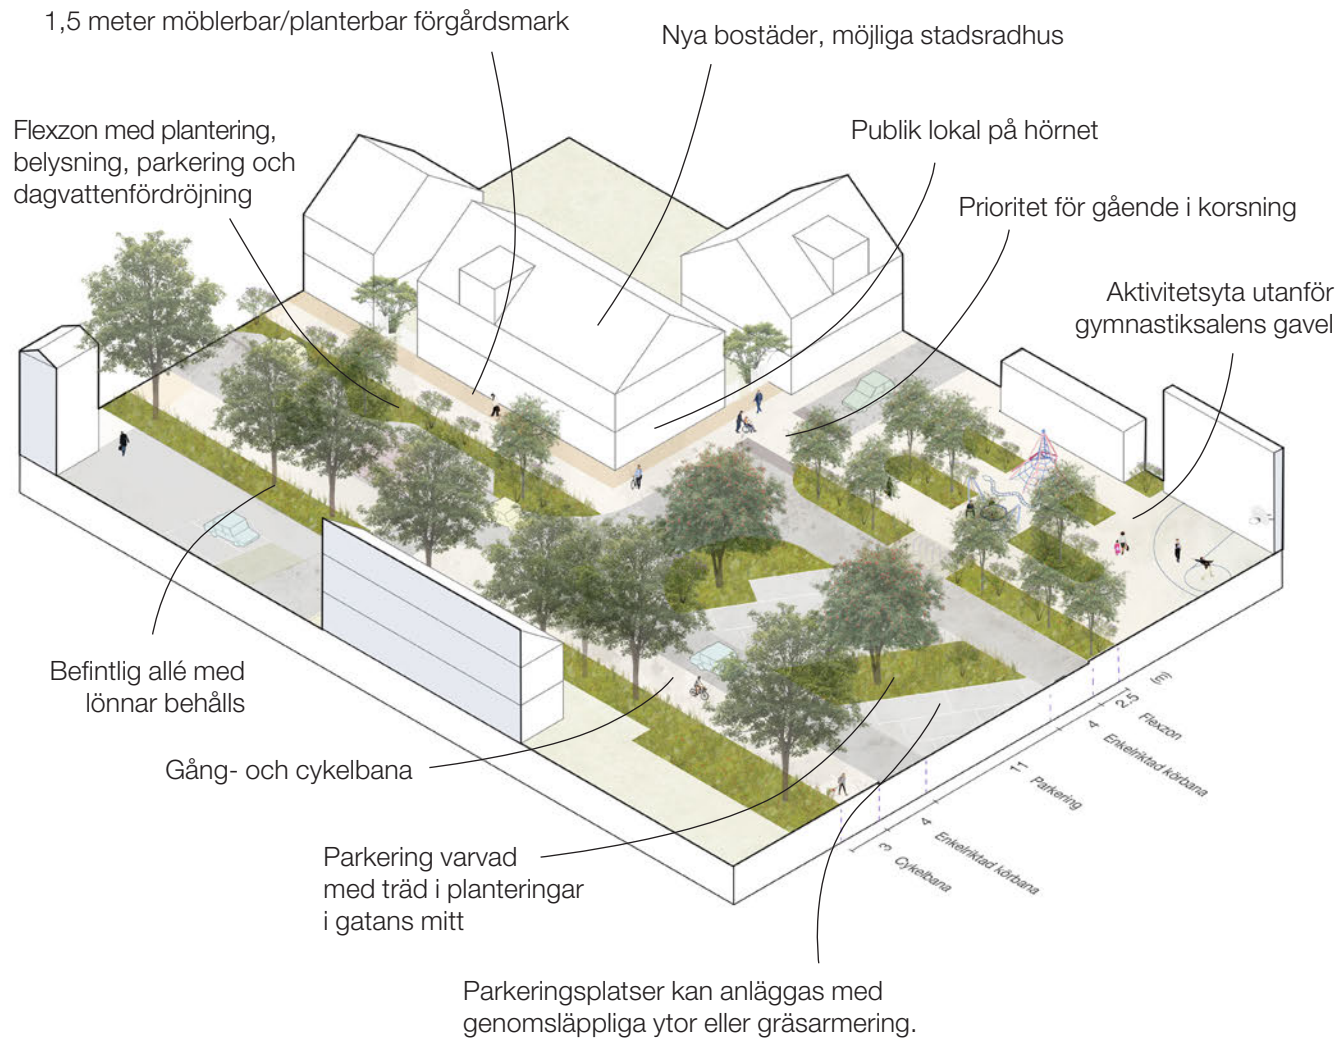 1,5 meter möblerbar/planterbar förgårdsmark
Nya bostäder, möjliga stadsradhus
Flexzon med plantering,
belysning, parkering och
dagvattenfördröjning
Publik lokal på hörnet
Prioritet för gående i korsning
Aktivitetsyta utanför
gymnastiksalens gavel
Befintlig allé med
lönnar behålls
Gång- och cykelbana
Parkering varvad
med träd i planteringar
i gatans mitt
Parkeringsplatser kan anläggas med
genomsläppliga ytor eller gräsarmering.
(m)
2.5 Flexzon
4 Enkelriktad körbana
11 Parkering
4 Enkelriktad körbana
3 Cykelbana